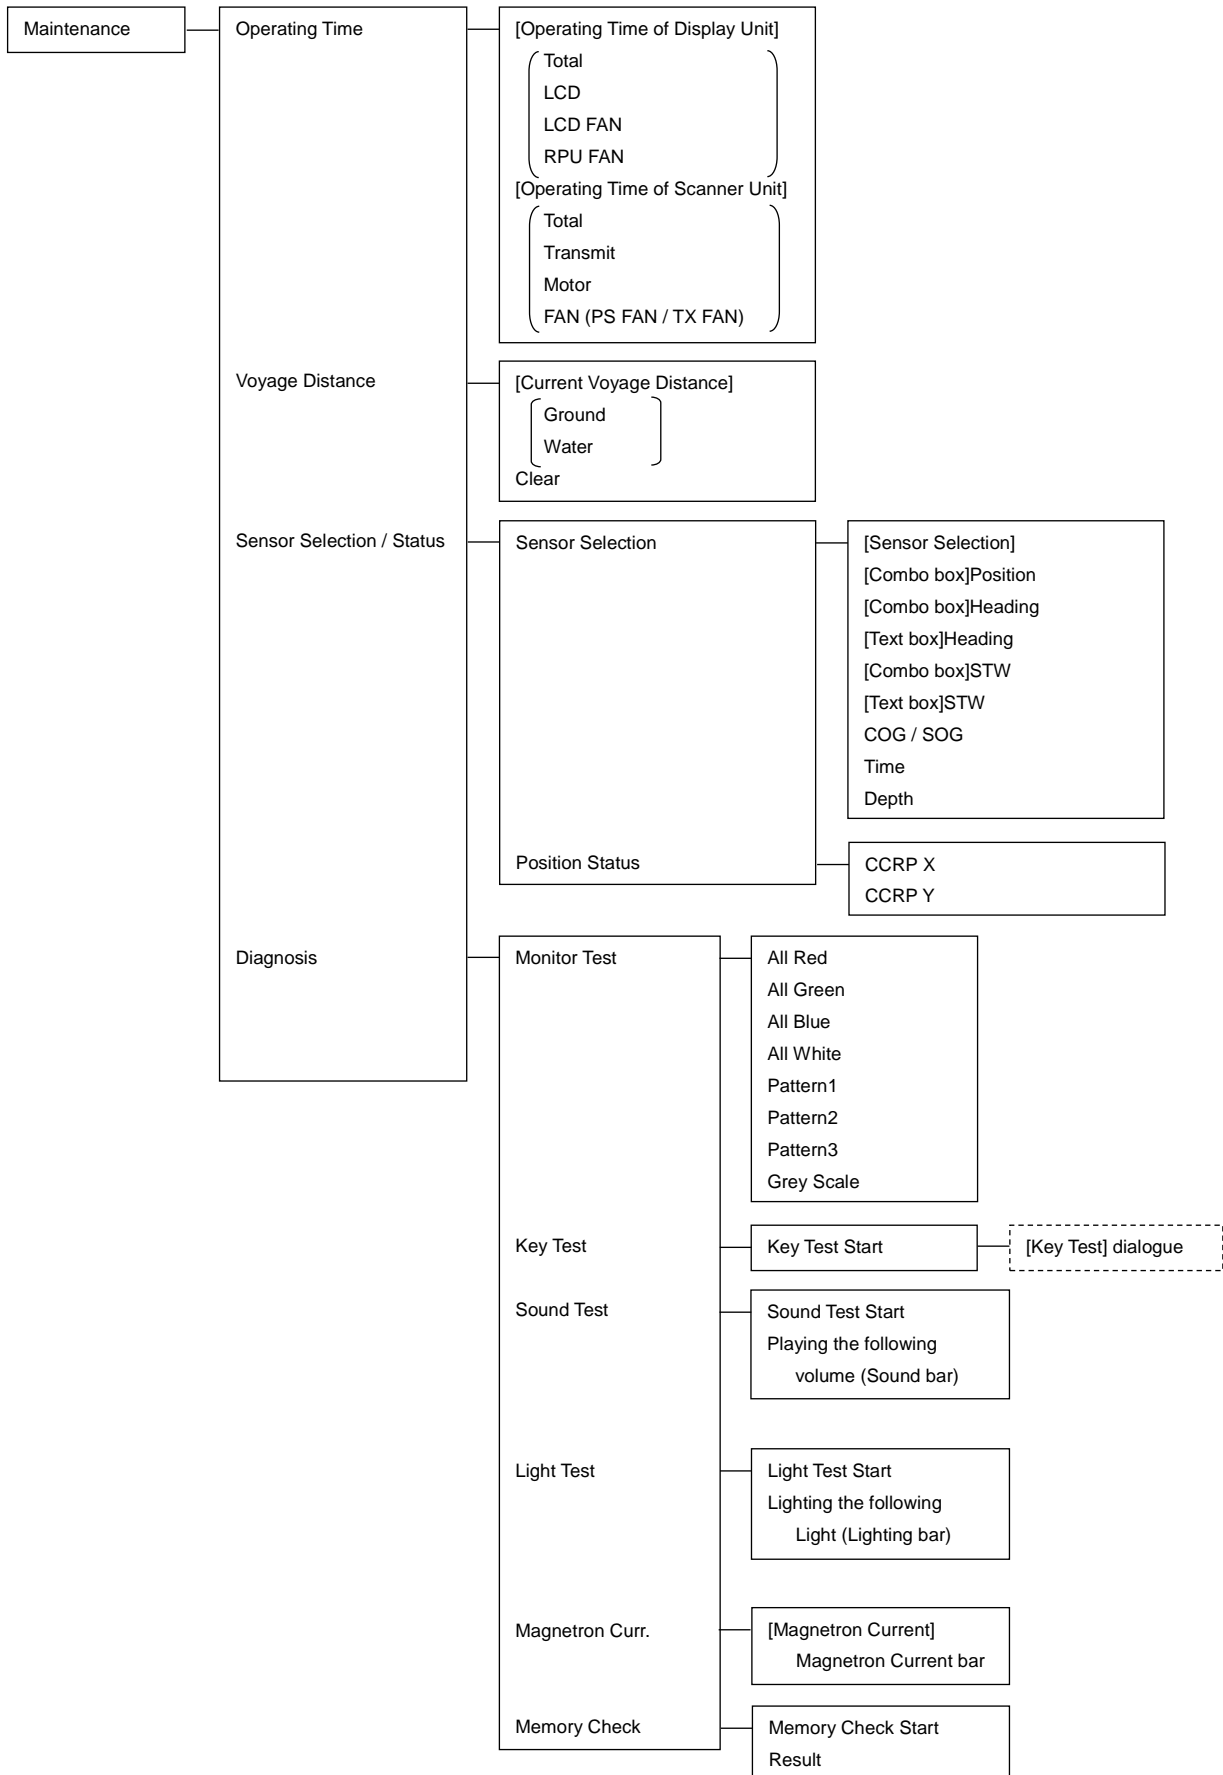 Maintenance
Operating Time
[Operating Time of Display Unit]
Total
LCD
LCD FAN
RPU FAN
[Operating Time of Scanner Unit]
Total
Transmit
Motor
FAN (PS FAN / TX FAN)
Voyage Distance
[Current Voyage Distance]
Ground
Water
Clear
Sensor Selection / Status
Sensor Selection
[Sensor Selection]
[Combo box]Position
[Combo box]Heading
[Text box]Heading
[Combo box]STW
[Text box]STW
COG / SOG
Time
Depth
Position Status
CCRP X
CCRP Y
Diagnosis
Monitor Test
All Red
All Green
All Blue
All White
Pattern1
Pattern2
Pattern3
Grey Scale
Key Test
Key Test Start
[Key Test] dialogue
Sound Test
Sound Test Start
Playing the following
volume (Sound bar)
Light Test
Light Test Start
Lighting the following
Light (Lighting bar)
Magnetron Curr.
[Magnetron Current]
Magnetron Current bar
Memory Check
Memory Check Start
Result